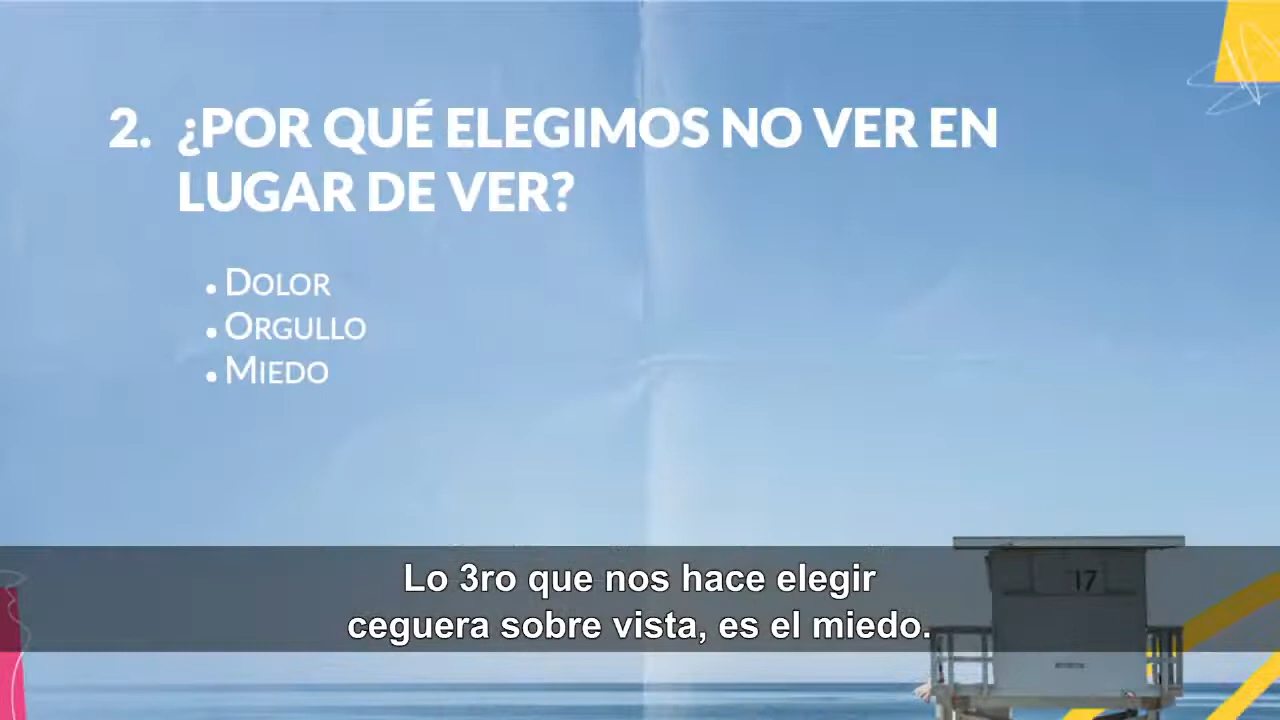 2. ¿POR QUÉ ELEGIMOS NO VER EN
LUGAR DE VER?
• DOLOR
• ORGULLO
• MIEDO
17
Lo 3ro que nos hace elegir
ceguera sobre vista, es el miedo.